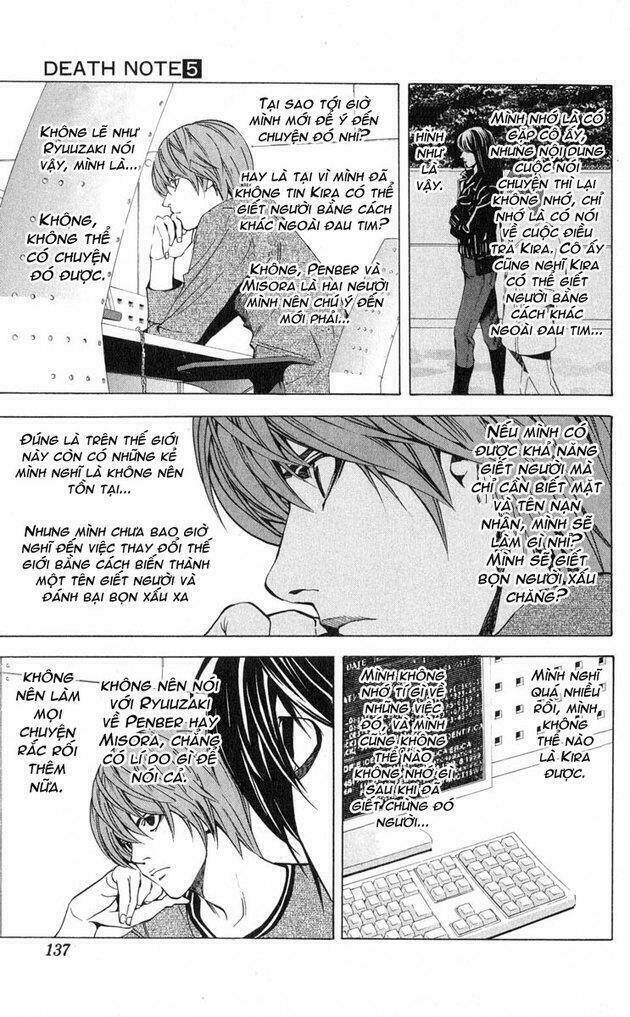 DEATH NOTE 5
Mình nhớ là có
gặp cô ấy,
nhưng nội dung
cuộc nói
chuyện thì lại
không nhớ, chỉ
nhớ là có nói
về cuộc điều
tra Kira. Cô ấy
cũng nghĩ Kira
có thể giết
người bằng
cách khác
ngoài đau tim...
Hình
như
là
vậy.
Tại sao tới giờ
mình mới để ý đến
chuyện đó nhỉ?
Hay là tại vì mình đã
không tin Kira có thể
giết người bằng cách
khác ngoài đau tim?
Không, Penber và
Misora là hai người
mình nên chú ý đến
mới phải...
Không lẽ như
Ryuuzaki nói
vậy, mình là...
Không,
không thể
có chuyện
đó được.
Nếu mình có
được khả năng
giết người mà
chỉ cần biết mặt
và tên nạn
nhân, mình sẽ
làm gì nhỉ?
Mình sẽ giết
bọn người xấu
chăng?
Đúng là trên thế giới
này còn có những kẻ
mình nghĩ là không nên
tồn tại...
Nhưng mình chưa bao giờ
nghĩ đến việc thay đổi thế
giới bằng cách biến thành
một tên giết người và
đánh bại bọn xấu xa
Mình nghĩ
quá nhiều
rồi, mình
không
thể nào
là Kira
được.
Mình không
nhớ tí gì về
những việc
đó, và mình
cũng không
thể nào
không nhớ gì
sau khi đã
giết chừng đó
người...
DATE
Không nên nói
với Ryuuzaki
về Penber hay
Misora, chẳng
có lí do gì để
nói cả.
Không
nên làm
mọi
chuyện
rắc rối
thêm
nữa.
137